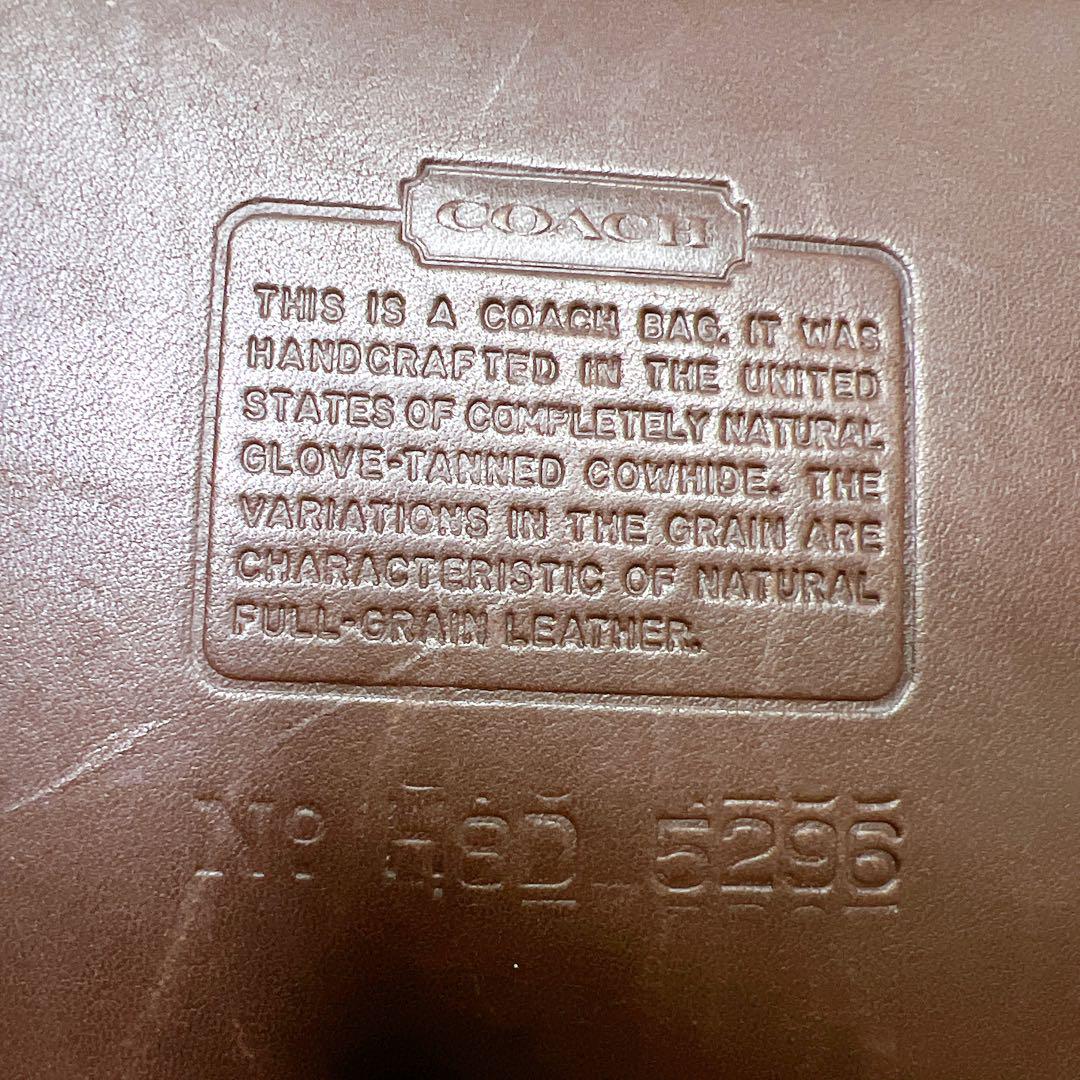 COACH
THIS IS A COACH BAG. IT WAS
HANDCRAFTED IN THE UNITED
STATES OF COMPLETELY NATURAL
GLOVE-TANNED COWHIDE. THE
VARIATIONS IN THE GRAIN ARE
CHARACTERISTIC OF NATURAL
FULL-GRAIN LEATHER.
Nº 5296